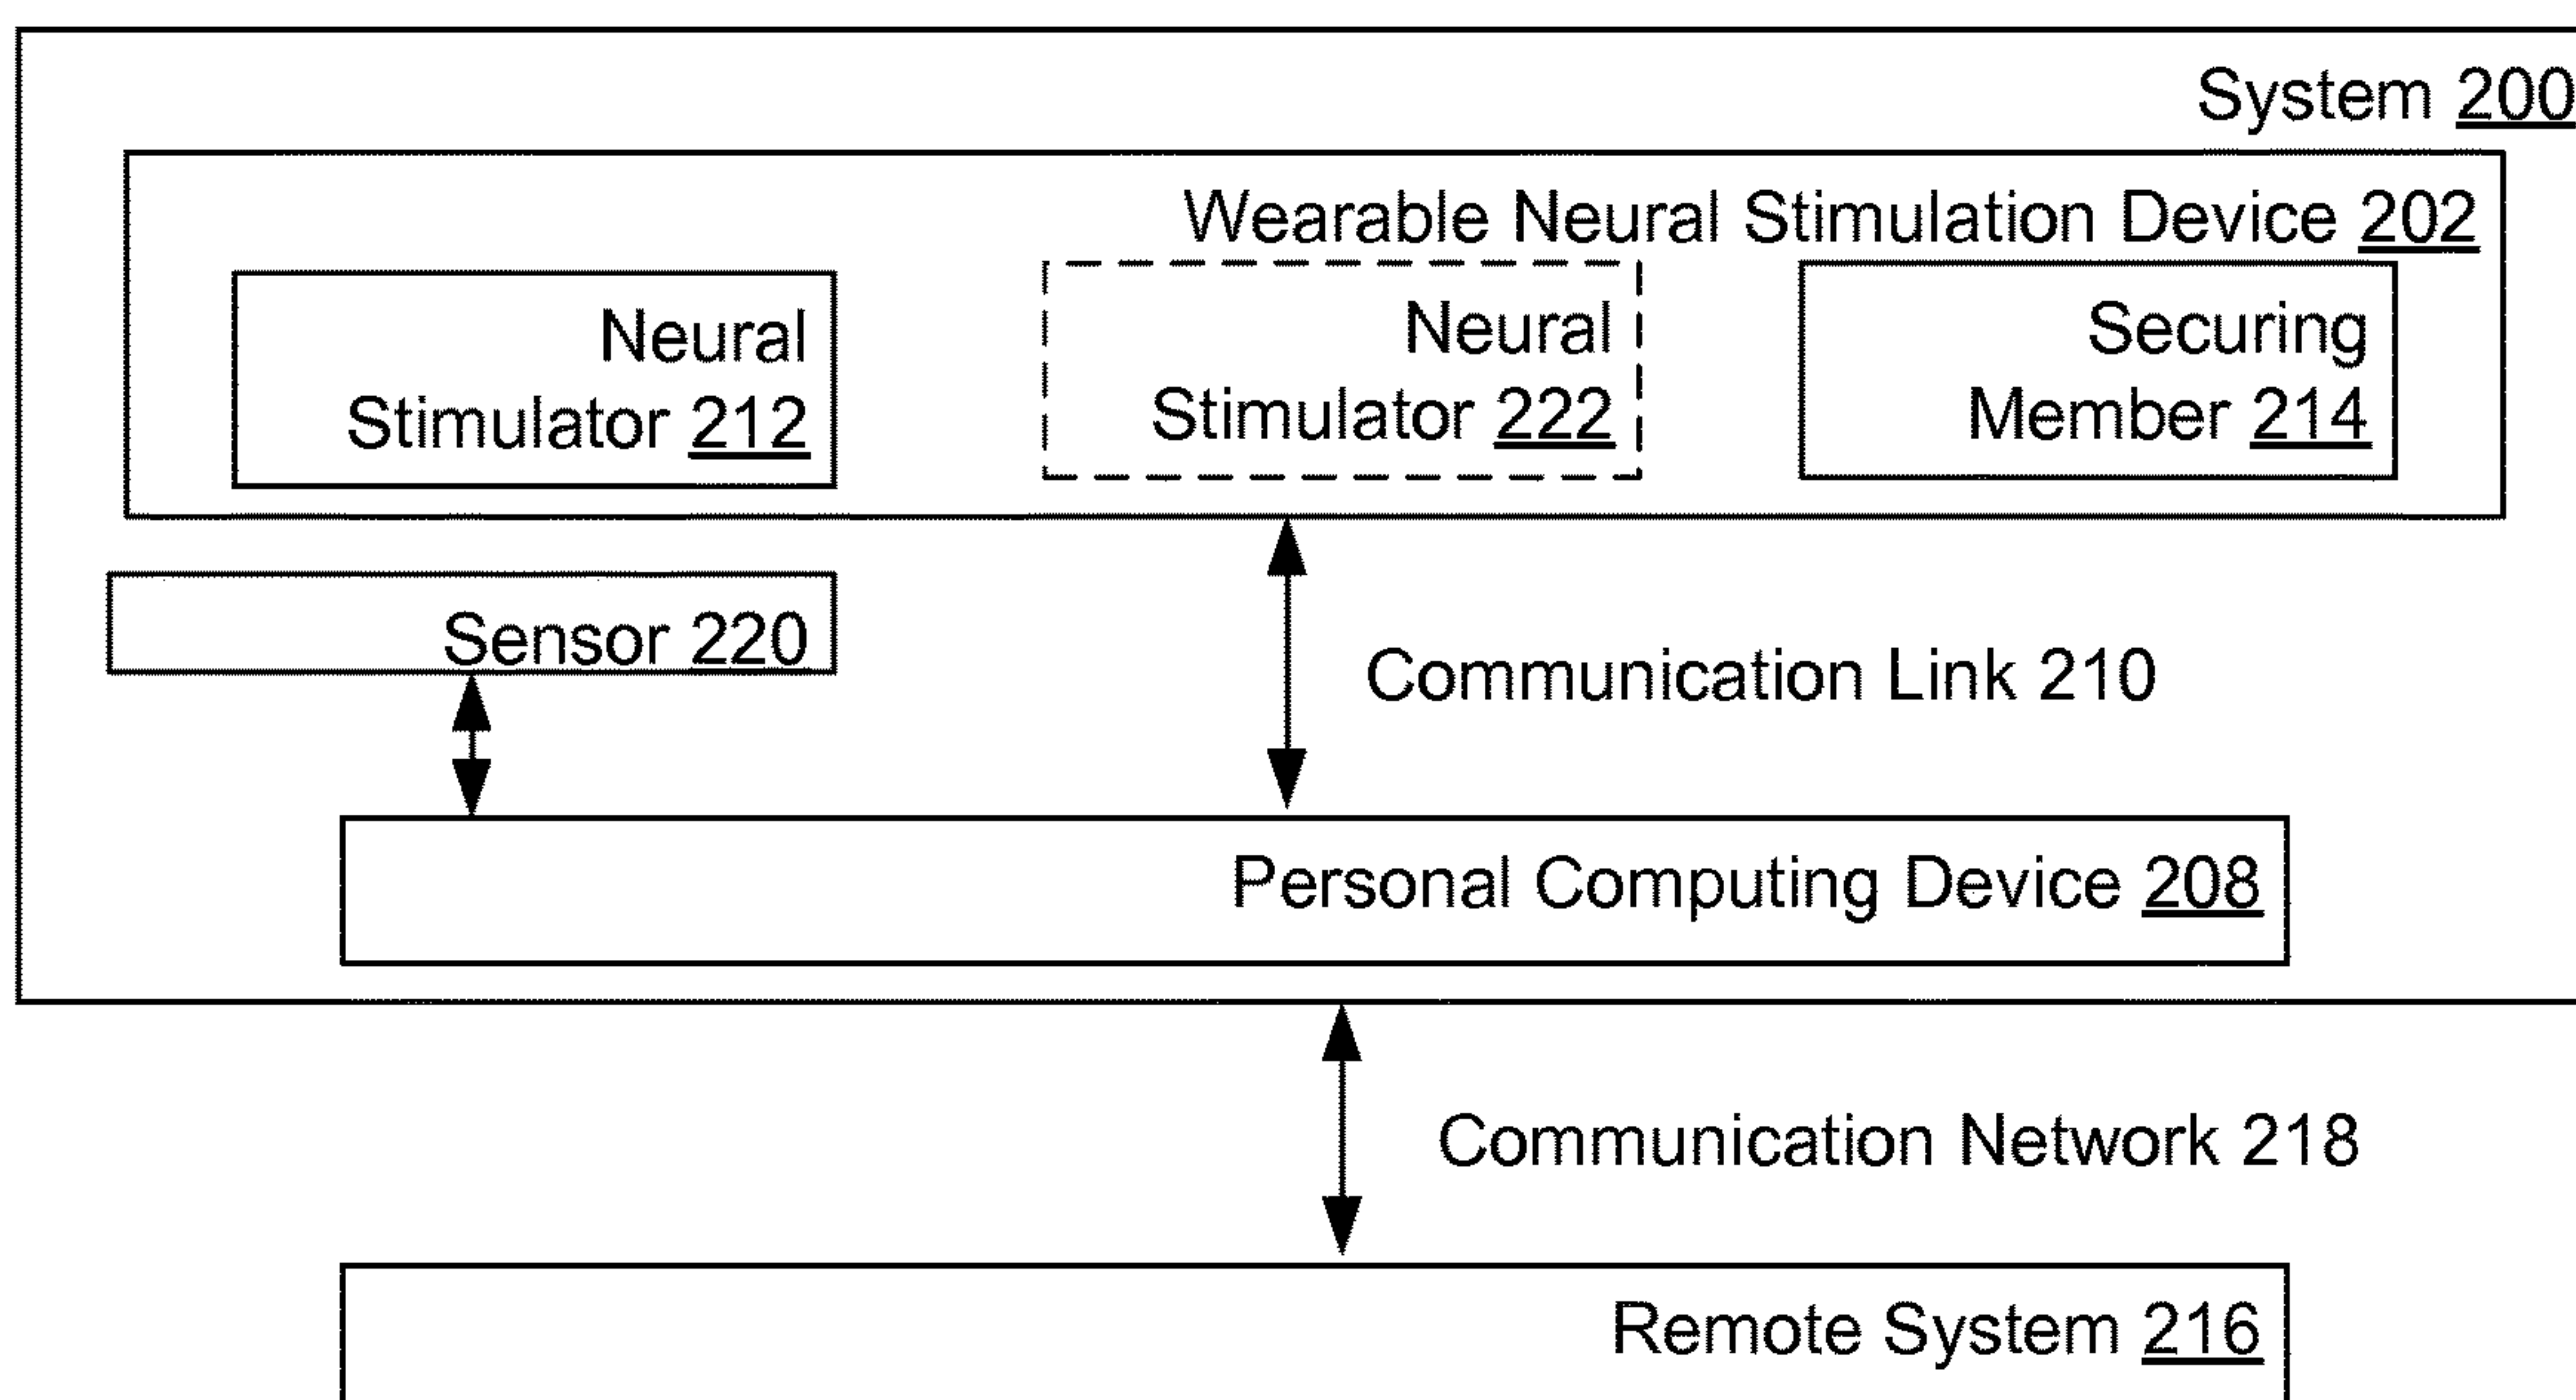 System 200
Wearable Neural Stimulation Device 202
Neural
Stimulator 212
Neural
Stimulator 222
Securing
Member 214
Sensor 220
Communication Link 210
Personal Computing Device 208
Communication Network 218
Remote System 216